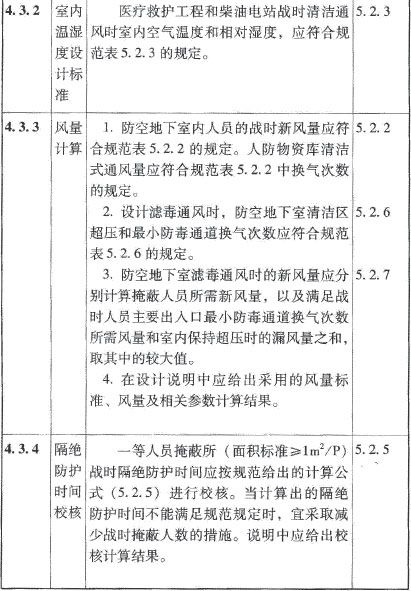 4.3.2 室内 医疗救护工程和柴油电站战时清洁通 5.2.3
温湿 风时室内空气温度和相对湿度，应符合规
度设 范表5.2.3的规定。
计标
准
4.3.3 风量 1. 防空地下室内人员的战时新风量应符 5.2.2
计算 合规范表5.2.2的规定。人防物资库清洁
式通风量应符合规范表5.2.2中换气次数
的规定。
2. 设计滤毒通风时，防空地下室清洁区 5.2.6
超压和最小防毒通道换气次数应符合规范
表5.2.6的规定。
3. 防空地下室滤毒通风时的新风量应分 5.2.7
别计算掩蔽人员所需新风量，以及满足战
时人员主要出入口最小防毒通道换气次数
所需风量和室内保持超压时的漏风量之和，
取其中的较大值。
4. 在设计说明中应给出采用的风量标
准、风量及相关参数计算结果。
4.3.4 隔绝 一等人员掩蔽所（面积标准≥1m²/P） 5.2.5
防护 战时隔绝防护时间应按规范给出的计算公
时间 式（5.2.5）进行校核。当计算出的隔绝
校核 防护时间不能满足规范规定时，宜采取减
少战时掩蔽人数的措施。说明中应给出校
核计算结果。